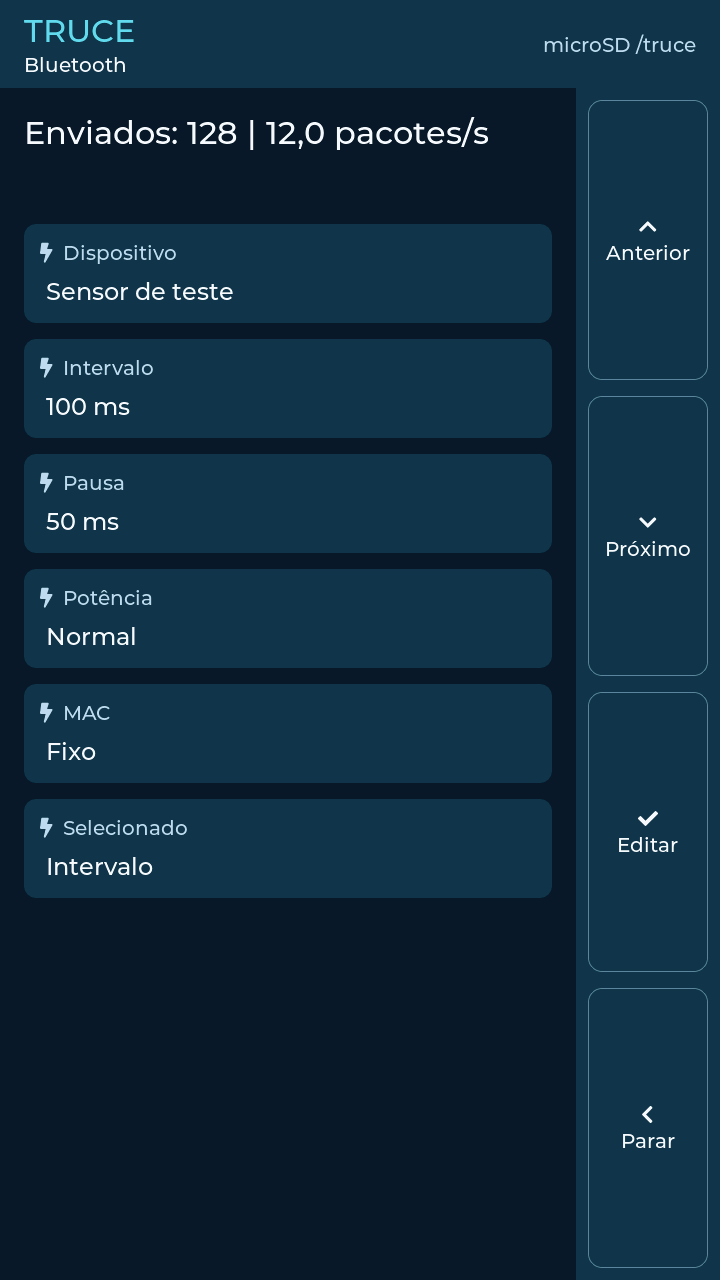 TRUCE
Bluetooth
microSD /truce
Enviados: 128 | 12,0 pacotes/s
Dispositivo
Sensor de teste
Intervalo
100 ms
Pausa
50 ms
Potência
Normal
MAC
Fixo
Selecionado
Intervalo
Anterior
Próximo
Editar
Parar